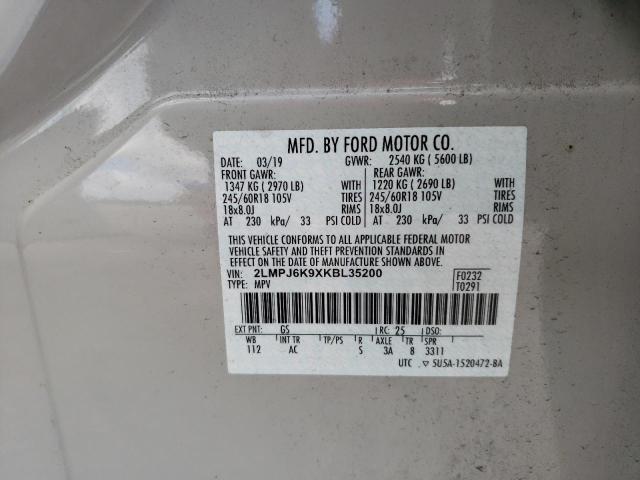 MFD. BY FORD MOTOR CO.
DATE: 03/19 GVWR: 2540 KG ( 5600 LB)
FRONT GAWR: REAR GAWR:
1347 KG ( 2970 LB) WITH 1220 KG ( 2690 LB) WITH
245/60R18 105V TIRES 245/60R18 105V TIRES
18x8.0J RIMS 18x8.0J RIMS
AT 230 kPa/ 33 PSI COLD AT 230 kPa/ 33 PSI COLD
THIS VEHICLE CONFORMS TO ALL APPLICABLE FEDERAL MOTOR
VEHICLE SAFETY AND THEFT PREVENTION STANDARDS IN
EFFECT ON THE DATE OF MANUFACTURE SHOWN ABOVE.
VIN: 2LMPJ6K9XKBL35200 F0232
TYPE: MPV T0291
EXT PNT: GS RC: 25 DSO:
WB INT TR TP/PS R AXLE TR SPR
112 AC S 3A 8 3311
UTC ▽ 5U5A-1520472-BA